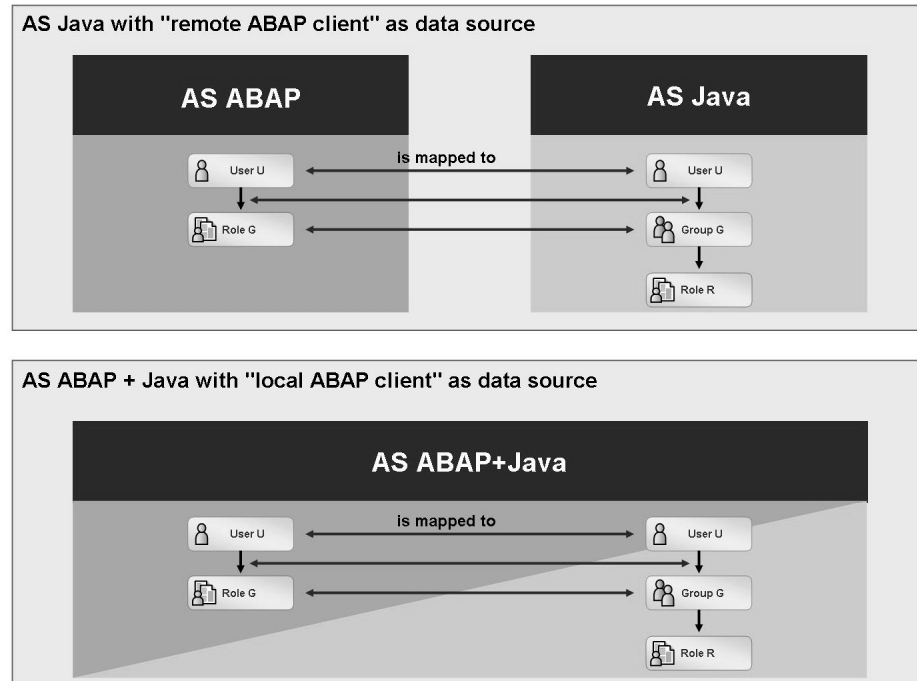 AS Java with "remote ABAP client" as data source
AS ABAP
AS Java
is mapped to
User U
User U
Role G
Group G
Role R
AS ABAP + Java with "local ABAP client" as data source
AS ABAP+Java
is mapped to
User U
User U
Role G
Group G
Role R